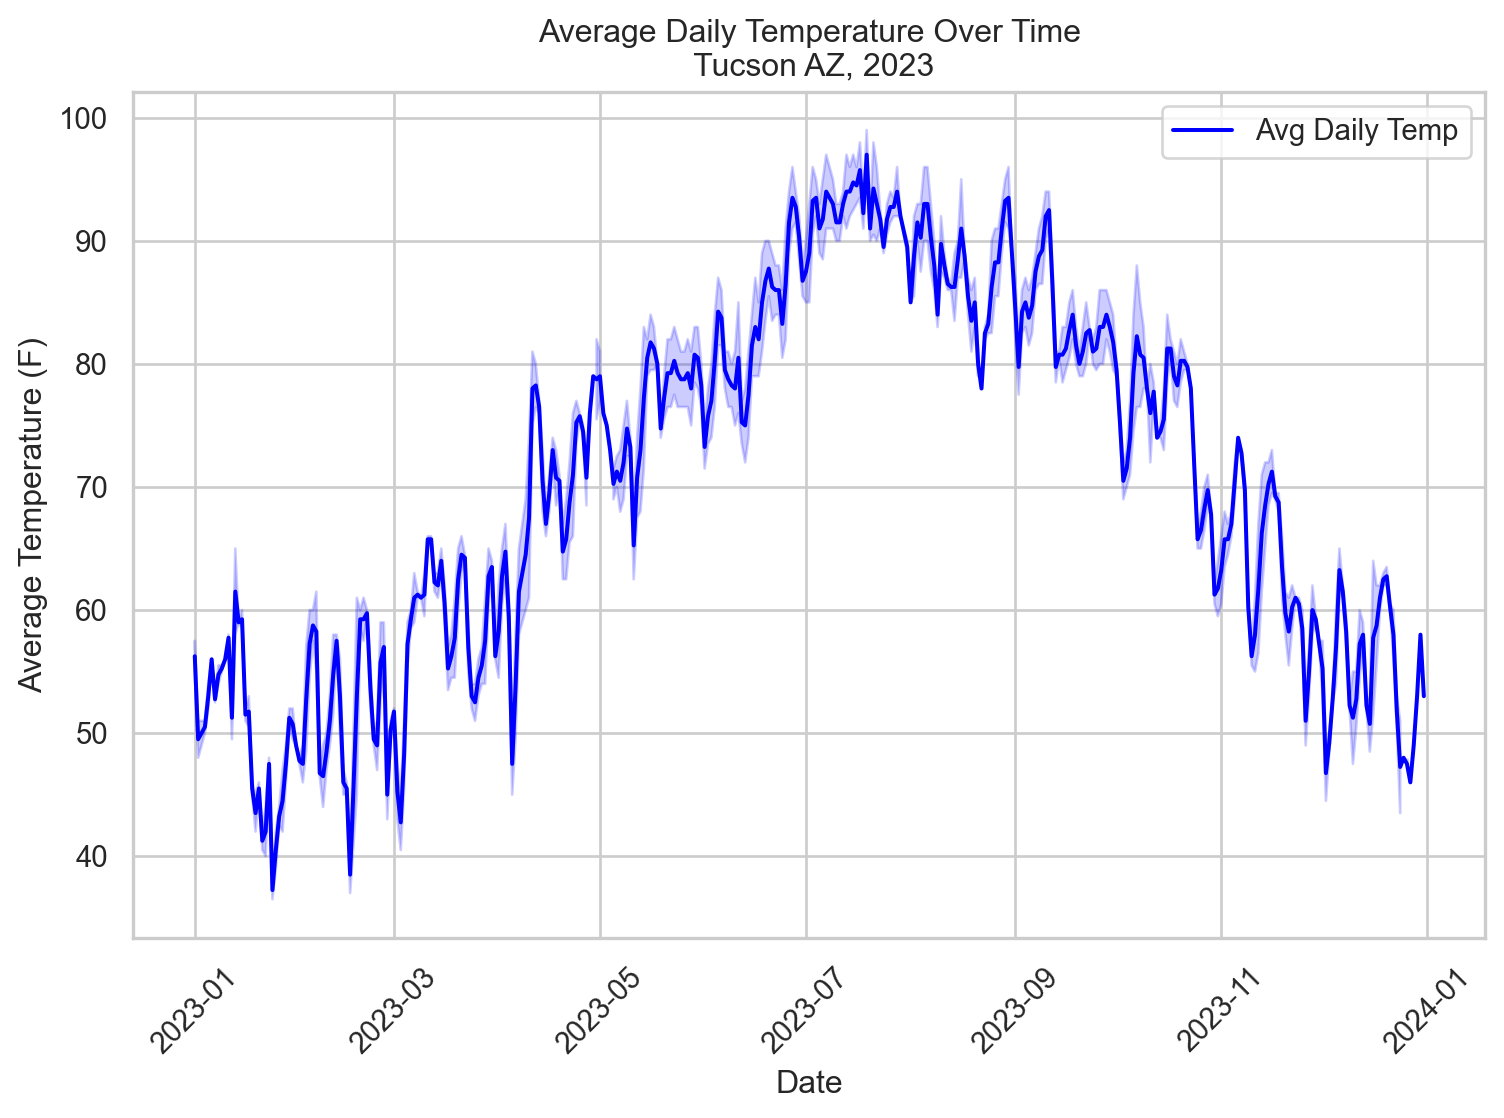 Average Daily Temperature Over Time
Tucson AZ, 2023
Avg Daily Temp
Average Temperature (F)
100
90
80
70
60
50
40
2023-01
2023-03
2023-05
2023-07
2023-09
2023-11
2024-01
Date